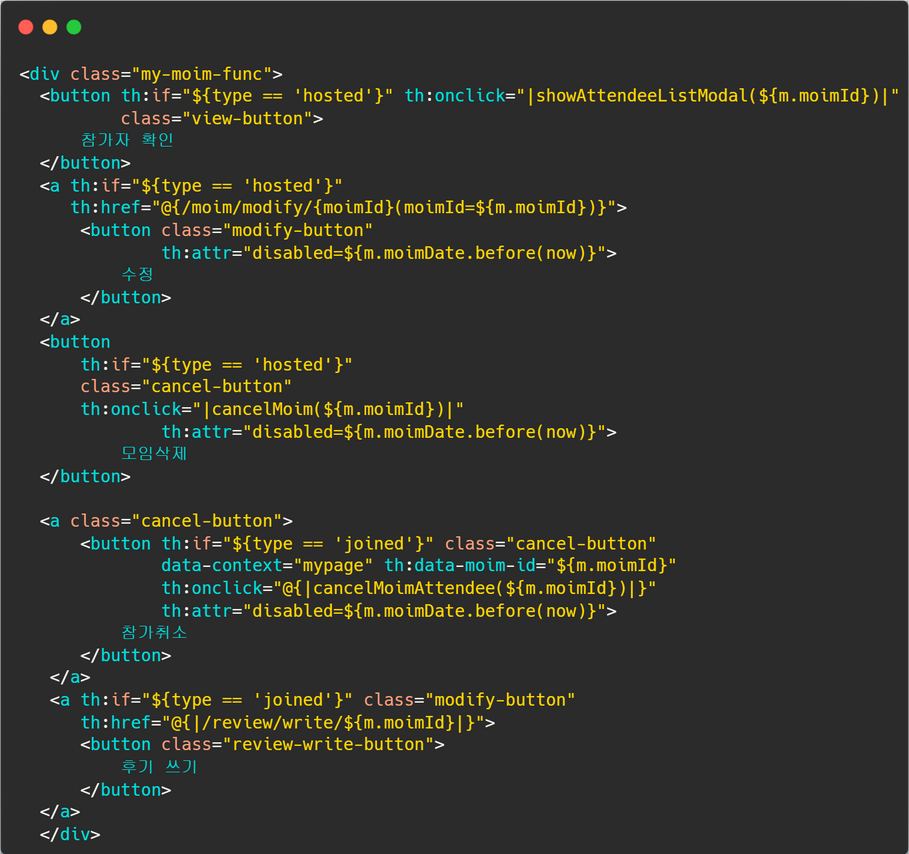 <div class="my-moim-func">
  <button th:if="${type == 'hosted'}" th:onclick="|showAttendeeListModal(${m.moimId})|"
          class="view-button">
      참가자 확인
  </button>
  <a th:if="${type == 'hosted'}"
     th:href="@{/moim/modify/{moimId}(moimId=${m.moimId})}">
      <button class="modify-button"
              th:attr="disabled=${m.moimDate.before(now)}">
          수정
      </button>
  </a>
  <button
      th:if="${type == 'hosted'}"
      class="cancel-button"
      th:onclick="|cancelMoim(${m.moimId})|"
              th:attr="disabled=${m.moimDate.before(now)}">
          모임삭제
  </button>

  <a class="cancel-button">
      <button th:if="${type == 'joined'}" class="cancel-button"
              data-context="mypage" th:data-moim-id="${m.moimId}"
              th:onclick="@{|cancelMoimAttendee(${m.moimId})|}"
              th:attr="disabled=${m.moimDate.before(now)}">
          참가취소
      </button>
   </a>
   <a th:if="${type == 'joined'}" class="modify-button"
      th:href="@{|/review/write/${m.moimId}|}">
      <button class="review-write-button">
          후기 쓰기
      </button>
  </a>
  </div>